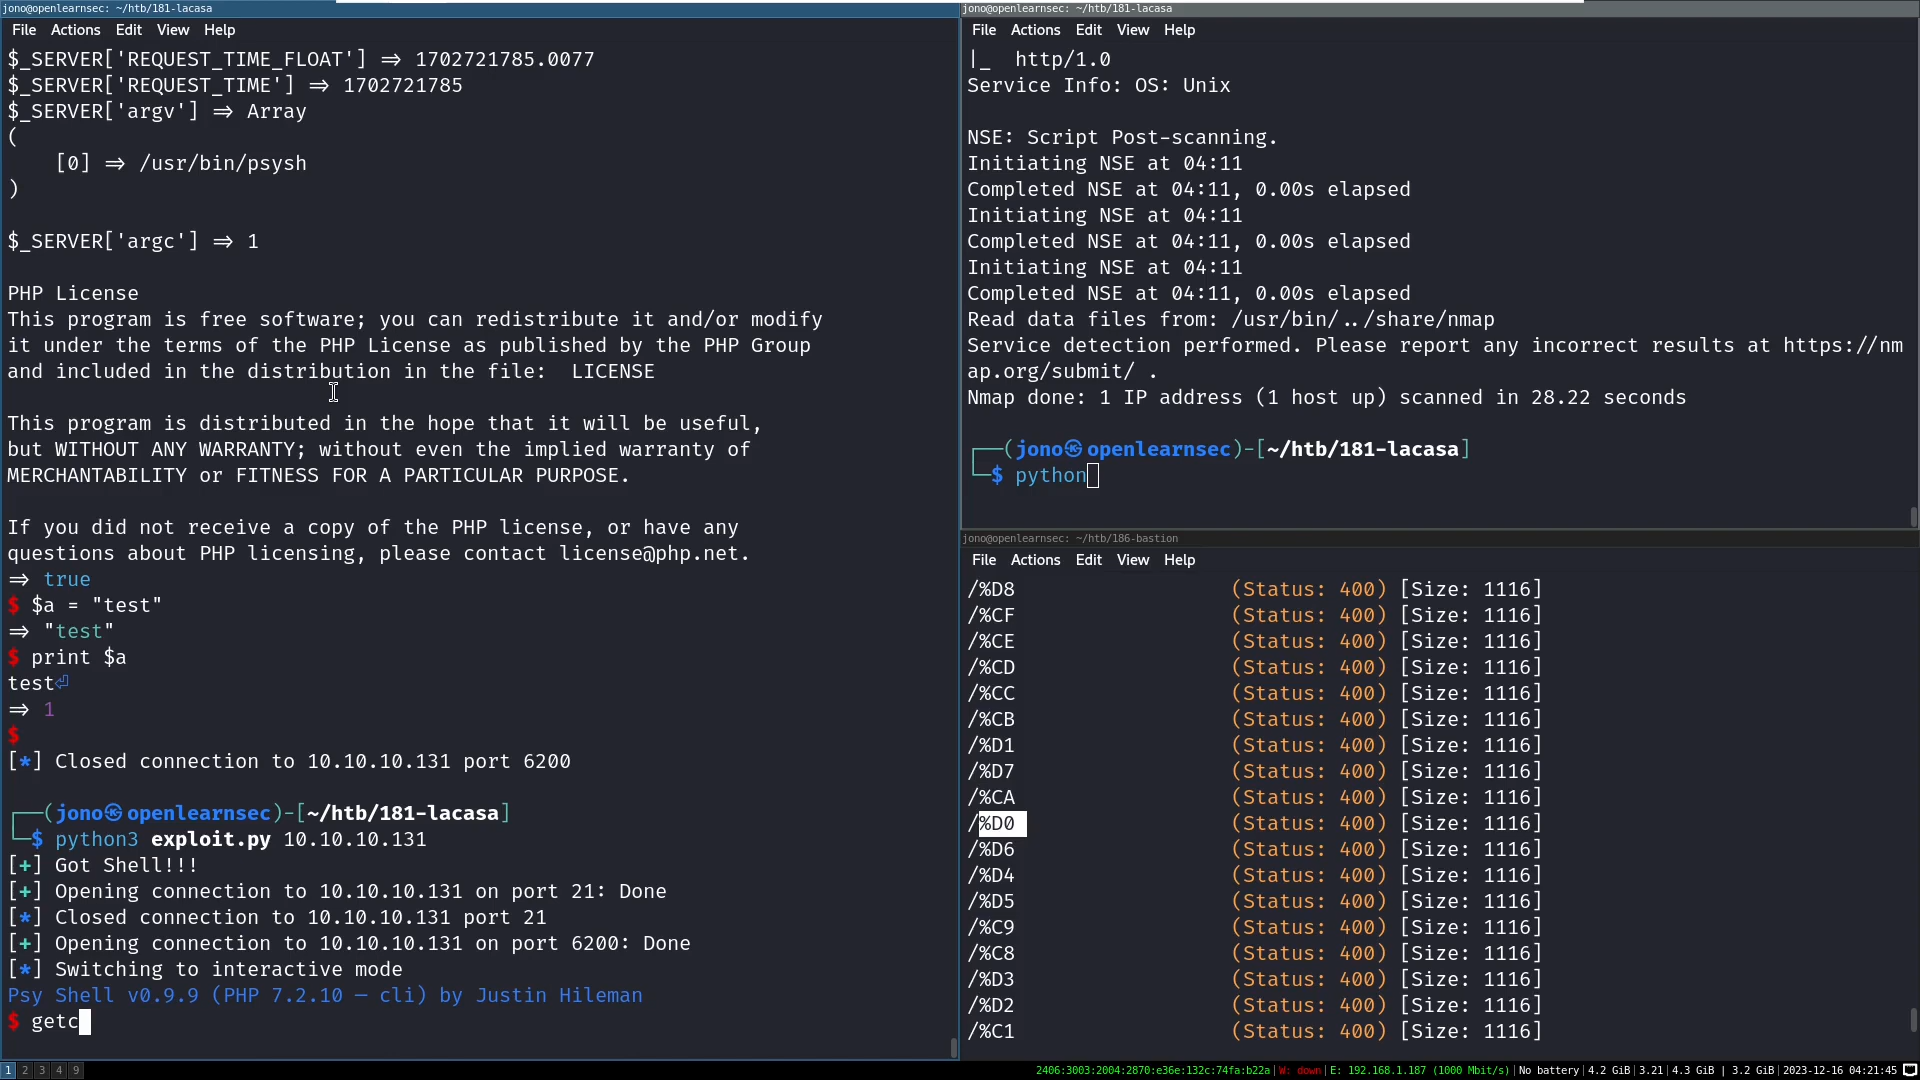 jono@openlearnsec: ~/htb/181-lacasa
File Actions Edit View Help
$_SERVER['REQUEST_TIME_FLOAT'] ⇒ 1702721785.0077
$_SERVER['REQUEST_TIME'] ⇒ 1702721785
$_SERVER['argv'] ⇒ Array
(
    [0] ⇒ /usr/bin/psysh
)
$_SERVER['argc'] ⇒ 1
PHP License
This program is free software; you can redistribute it and/or modify
it under the terms of the PHP License as published by the PHP Group
and included in the distribution in the file:  LICENSE
This program is distributed in the hope that it will be useful,
but WITHOUT ANY WARRANTY; without even the implied warranty of
MERCHANTABILITY or FITNESS FOR A PARTICULAR PURPOSE.
If you did not receive a copy of the PHP license, or have any
questions about PHP licensing, please contact license@php.net.
⇒ true
$ $a = "test"
⇒ "test"
$ print $a
test⏎
⇒ 1
$
[*] Closed connection to 10.10.10.131 port 6200
┌──(jono㉿openlearnsec)-[~/htb/181-lacasa]
└─$ python3 exploit.py 10.10.10.131
[+] Got Shell!!!
[+] Opening connection to 10.10.10.131 on port 21: Done
[*] Closed connection to 10.10.10.131 port 21
[+] Opening connection to 10.10.10.131 on port 6200: Done
[*] Switching to interactive mode
Psy Shell v0.9.9 (PHP 7.2.10 — cli) by Justin Hileman
$ getc
jono@openlearnsec: ~/htb/181-lacasa
File Actions Edit View Help
|_  http/1.0
Service Info: OS: Unix
NSE: Script Post-scanning.
Initiating NSE at 04:11
Completed NSE at 04:11, 0.00s elapsed
Initiating NSE at 04:11
Completed NSE at 04:11, 0.00s elapsed
Initiating NSE at 04:11
Completed NSE at 04:11, 0.00s elapsed
Read data files from: /usr/bin/../share/nmap
Service detection performed. Please report any incorrect results at https://nm
ap.org/submit/ .
Nmap done: 1 IP address (1 host up) scanned in 28.22 seconds
┌──(jono㉿openlearnsec)-[~/htb/181-lacasa]
└─$ python
jono@openlearnsec: ~/htb/186-bastion
File Actions Edit View Help
/%D8 (Status: 400) [Size: 1116]
/%CF (Status: 400) [Size: 1116]
/%CE (Status: 400) [Size: 1116]
/%CD (Status: 400) [Size: 1116]
/%CC (Status: 400) [Size: 1116]
/%CB (Status: 400) [Size: 1116]
/%D1 (Status: 400) [Size: 1116]
/%D7 (Status: 400) [Size: 1116]
/%CA (Status: 400) [Size: 1116]
/%D0 (Status: 400) [Size: 1116]
/%D6 (Status: 400) [Size: 1116]
/%D4 (Status: 400) [Size: 1116]
/%D5 (Status: 400) [Size: 1116]
/%C9 (Status: 400) [Size: 1116]
/%C8 (Status: 400) [Size: 1116]
/%D3 (Status: 400) [Size: 1116]
/%D2 (Status: 400) [Size: 1116]
/%C1 (Status: 400) [Size: 1116]
1 2 3 4 9
2406:3003:2004:2870:e36e:132c:74fa:b22a|W: down|E: 192.168.1.187 (1000 Mbit/s)|No battery|4.2 GiB|3.21|4.3 GiB | 3.2 GiB|2023-12-16 04:21:45